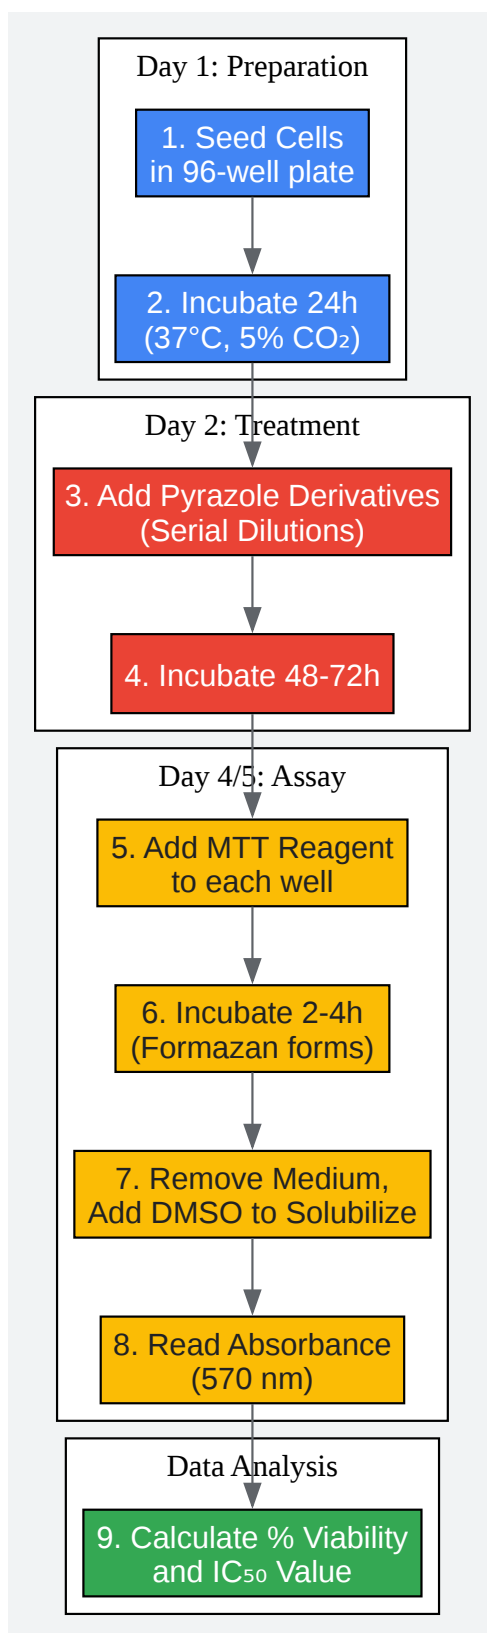 Day 1: Preparation
1. Seed Cells
in 96-well plate
2. Incubate 24h
(37°C, 5% CO₂)
Day 2: Treatment
3. Add Pyrazole Derivatives
(Serial Dilutions)
4. Incubate 48-72h
Day 4/5: Assay
5. Add MTT Reagent
to each well
6. Incubate 2-4h
(Formazan forms)
7. Remove Medium,
Add DMSO to Solubilize
8. Read Absorbance
(570 nm)
Data Analysis
9. Calculate % Viability
and IC₅₀ Value